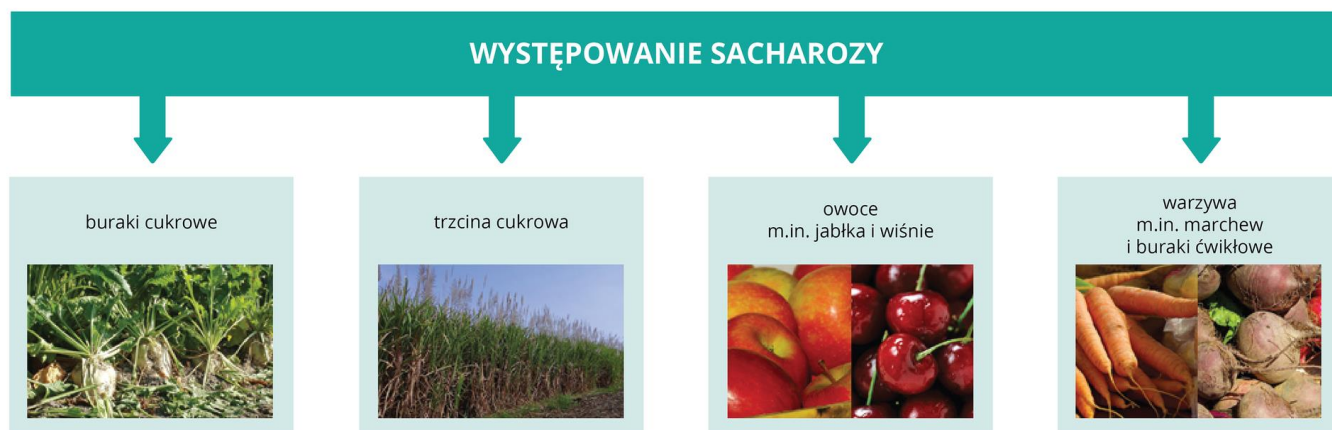 WYSTĘPOWANIE SACHAROZY
buraki cukrowe
trzcina cukrowa
owoce
m.in. jabłka i wiśnie
warzywa
m.in. marchew
i buraki ćwikłowe